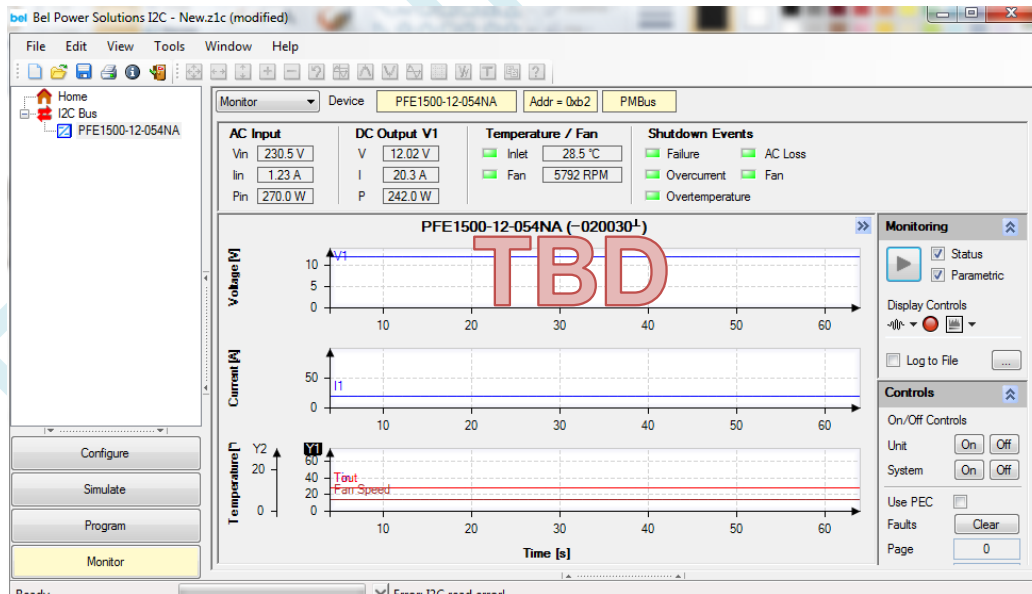 bel Bel Power Solutions I2C - New.z1c (modified)
File Edit View Tools Window Help
Home
I2C Bus
PFE1500-12-054NA
Monitor Device PFE1500-12-054NA Addr = 0xb2 PMBus
AC Input DC Output V1 Temperature / Fan Shutdown Events
Vin 230.5 V V 12.02 V Inlet 28.5 °C Failure AC Loss
Iin 1.23 A I 20.3 A Fan 5792 RPM Overcurrent Fan
Pin 270.0 W P 242.0 W Overtemperature
PFE1500-12-054NA (–020030┴)
TBD
Voltage [V]
V1
10
5
0
10 20 30 40 50 60
Current [A]
50
I1
0
10 20 30 40 50 60
Temperature [
Y2 Y1
20
0
60
40
20
0
Fan Speed
10 20 30 40 50 60
Time [s]
Monitoring
Status
Parametric
Display Controls
Log to File ...
Controls
On/Off Controls
Unit On Off
System On Off
Use PEC
Faults Clear
Page 0
Configure
Simulate
Program
Monitor
Ready
Error: I2C read error!